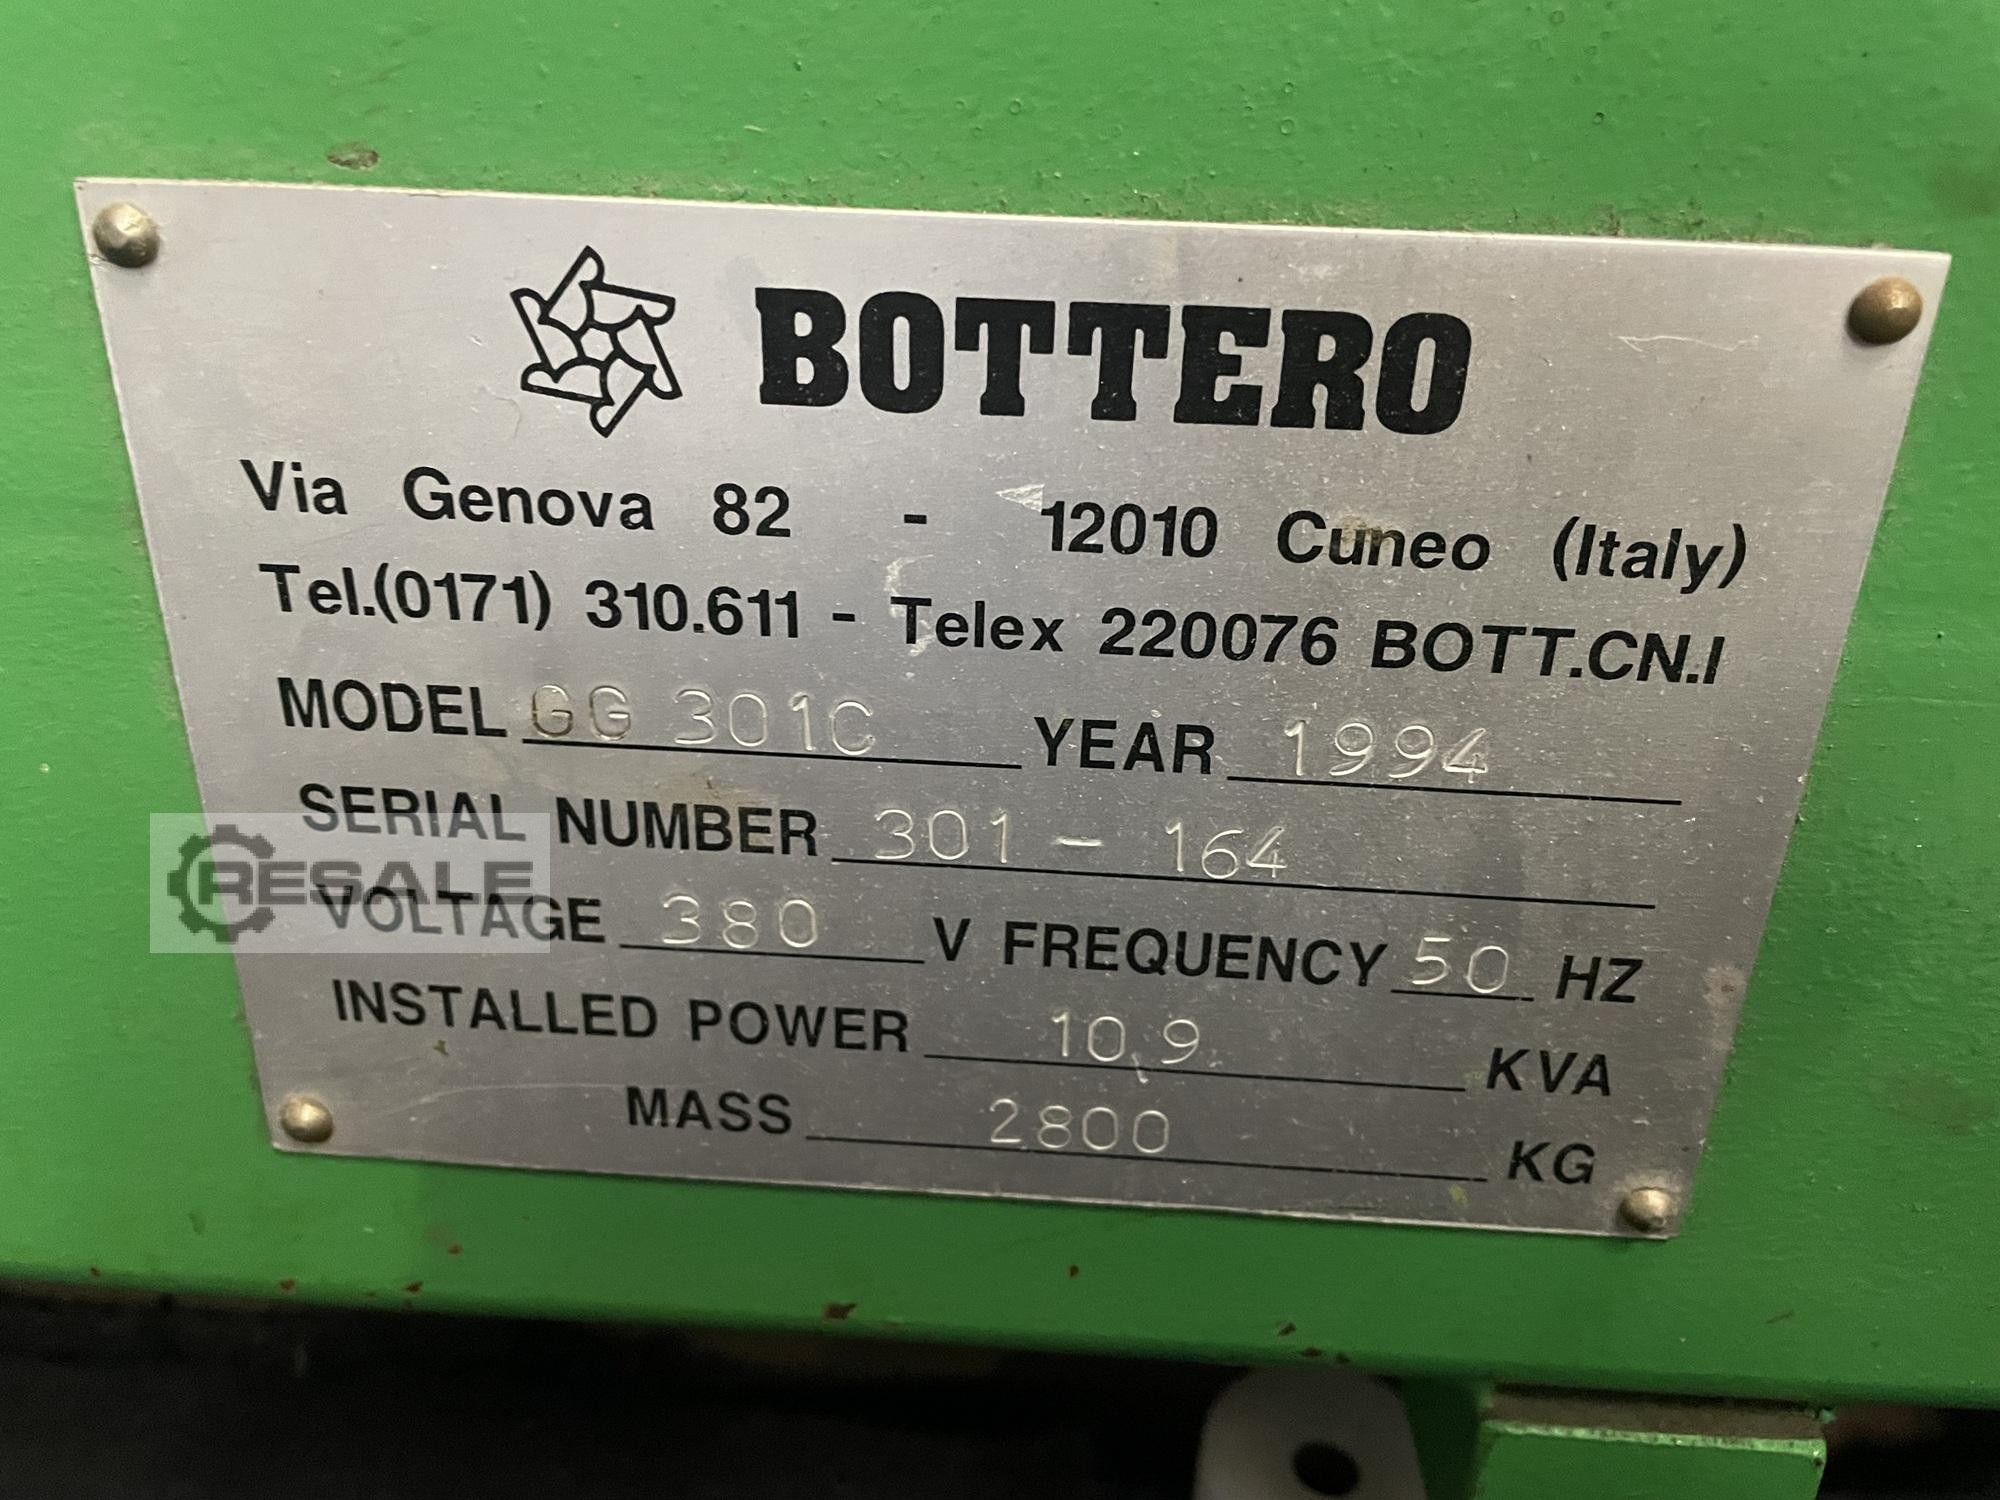 BOTTERO
Via Genova 82 - 12010 Cuneo (Italy)
Tel.(0171) 310.611 - Telex 220076 BOTT.CN.I
MODEL GG 301C YEAR 1994
SERIAL NUMBER 301 - 164
RESALE
VOLTAGE 380 V FREQUENCY 50 HZ
INSTALLED POWER 10,9 KVA
MASS 2800 KG